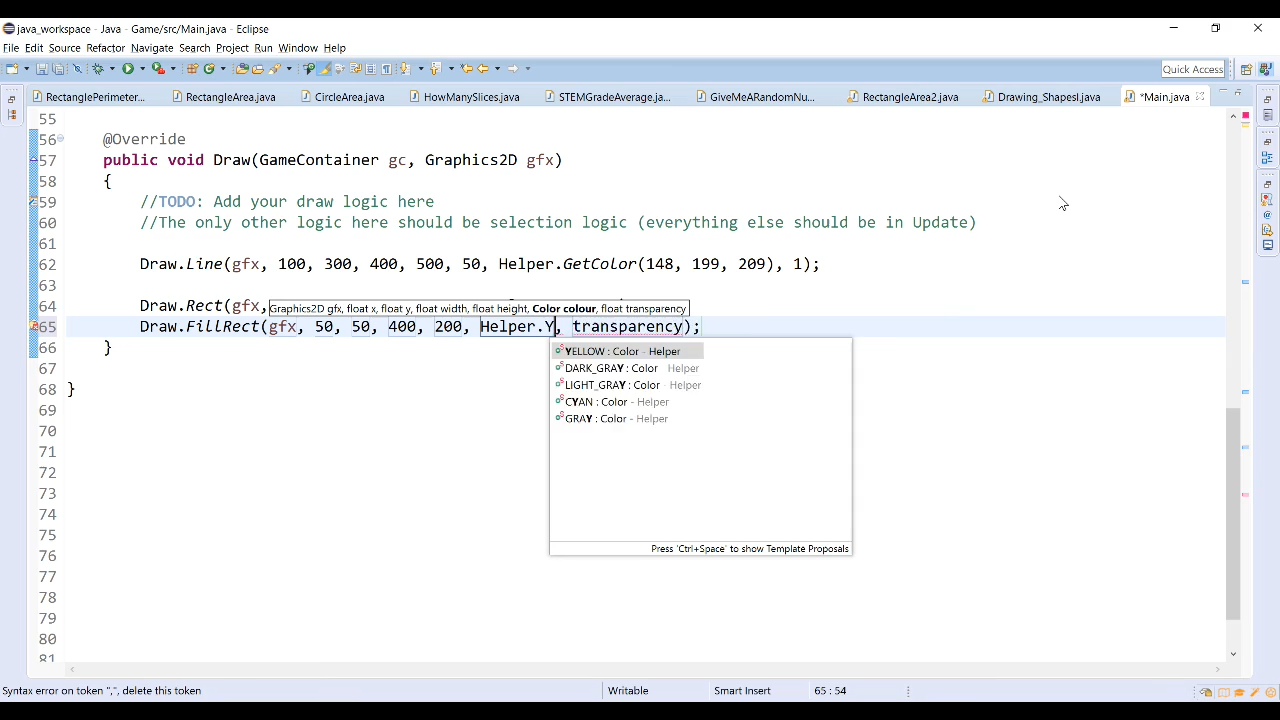 java_workspace - Java - Game/src/Main.java - Eclipse
File Edit Source Refactor Navigate Search Project Run Window Help
Quick Access
RectanglePerimeter... RectangleArea.java CircleArea.java HowManySlices.java STEMGradeAverage.ja... GiveMeARandomNu... RectangleArea2.java Drawing_ShapesI.java *Main.java
55
56 @Override
57 public void Draw(GameContainer gc, Graphics2D gfx)
58 {
59 //TODO: Add your draw logic here
60 //The only other logic here should be selection logic (everything else should be in Update)
61
62 Draw.Line(gfx, 100, 300, 400, 500, 50, Helper.GetColor(148, 199, 209), 1);
64 Draw.Rect(gfx,
Graphics2D gfx, float x, float y, float width, float height, Color colour, float transparency
65 Draw.FillRect(gfx, 50, 50, 400, 200, Helper.Y, transparency);
66 }
YELLOW : Color - Helper
67
DARK_GRAY : Color - Helper
LIGHT_GRAY : Color - Helper
68 }
CYAN : Color - Helper
69
GRAY : Color - Helper
70
71
72
73
74
75
Press 'Ctrl+Space' to show Template Proposals
76
77
78
79
80
81
Syntax error on token ",", delete this token Writable Smart Insert 65 : 54